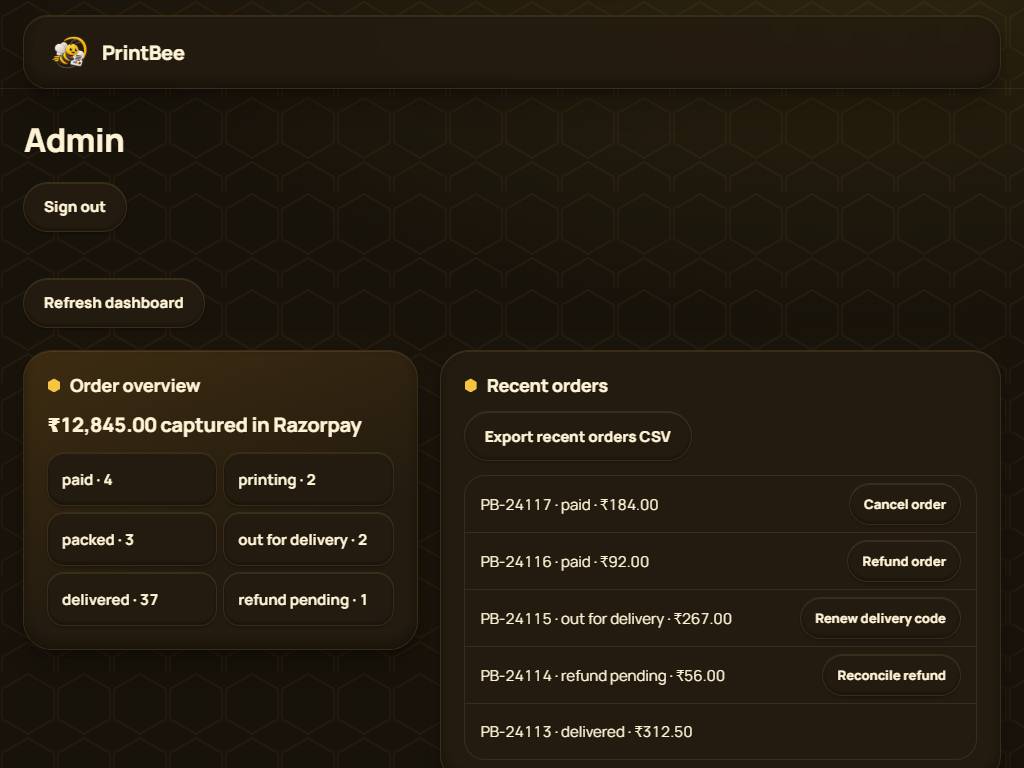 PrintBee
Admin
Sign out
Refresh dashboard
Order overview
₹12,845.00 captured in Razorpay
paid · 4
printing · 2
packed · 3
out for delivery · 2
delivered · 37
refund pending · 1
Recent orders
Export recent orders CSV
PB-24117 · paid · ₹184.00
Cancel order
PB-24116 · paid · ₹92.00
Refund order
PB-24115 · out for delivery · ₹267.00
Renew delivery code
PB-24114 · refund pending · ₹56.00
Reconcile refund
PB-24113 · delivered · ₹312.50